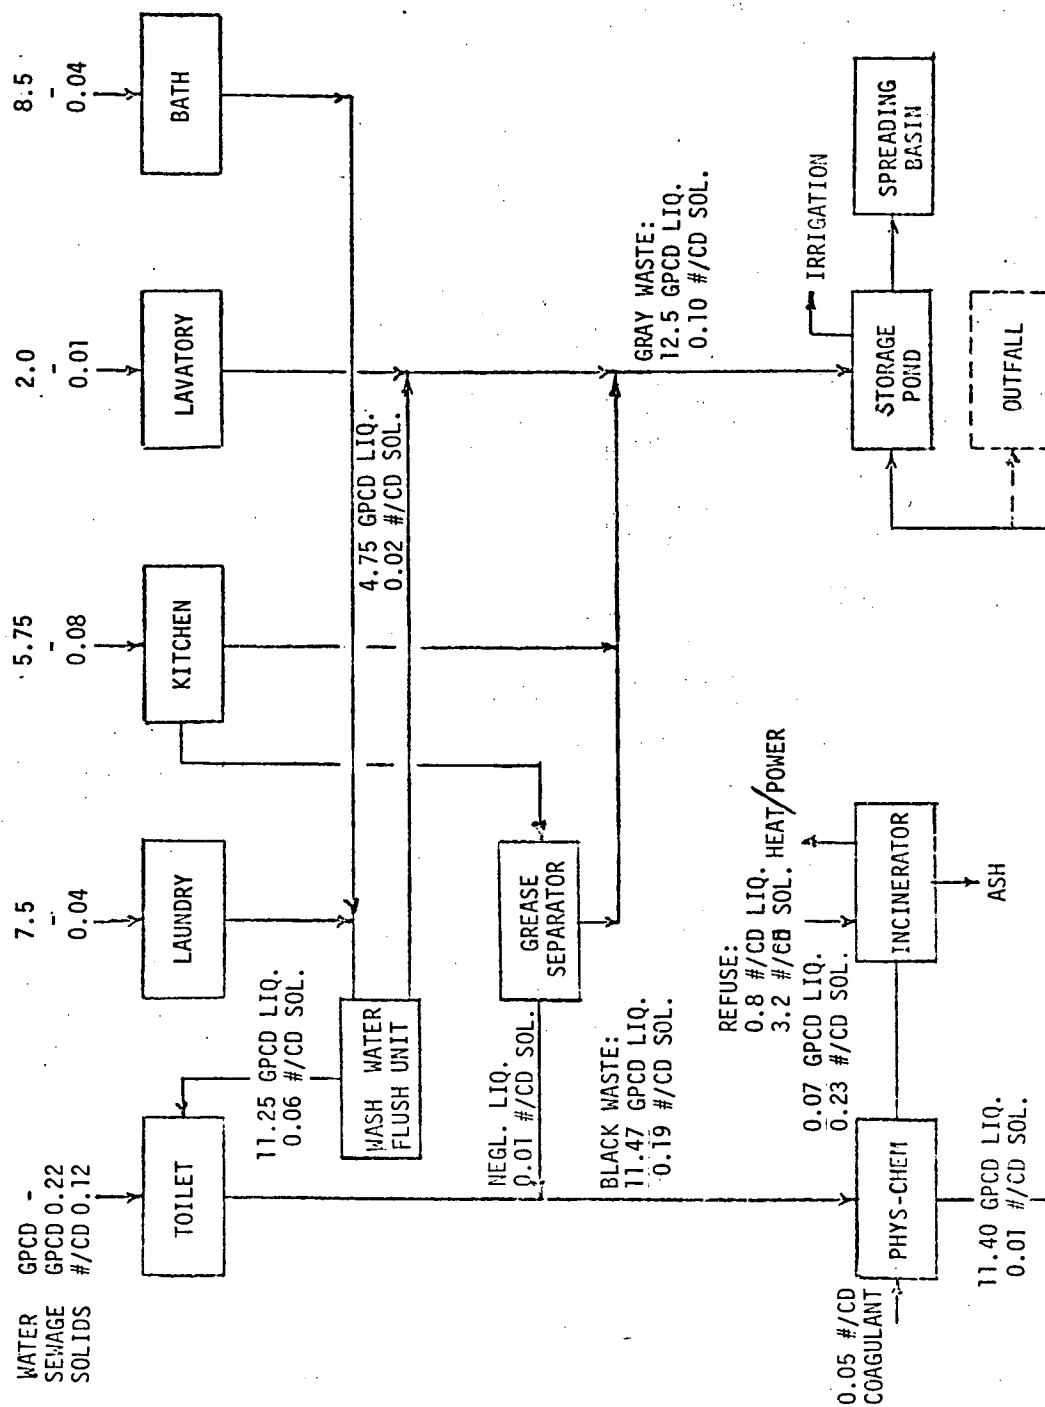 WATER GPCD -
SEWAGE GPCD 0.22
SOLIDS #/CD 0.12
7.5
-
0.04
5.75
-
0.08
2.0
-
0.01
8.5
-
0.04
TOILET
LAUNDRY
KITCHEN
LAVATORY
BATH
11.25 GPCD LIQ.
0.06 #/CD SOL.
WASH WATER
FLUSH UNIT
4.75 GPCD LIQ.
0.02 #/CD SOL.
NEGL. LIQ.
0.01 #/CD SOL.
GREASE
SEPARATOR
BLACK WASTE:
11.47 GPCD LIQ.
0.19 #/CD SOL.
GRAY WASTE:
12.5 GPCD LIQ.
0.10 #/CD SOL.
REFUSE:
0.8 #/CD LIQ.
3.2 #/CD SOL.
HEAT/POWER
0.07 GPCD LIQ.
0.23 #/CD SOL.
IRRIGATION
0.05 #/CD
COAGULANT
PHYS-CHEM
INCINERATOR
STORAGE
POND
SPREADING
BASIN
ASH
11.40 GPCD LIQ.
0.01 #/CD SOL.
OUTFALL